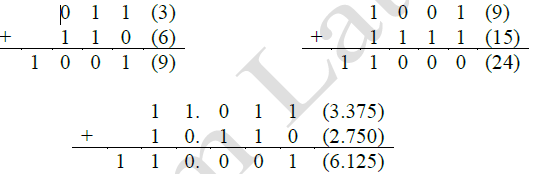 0 1 1 (3)
+ 1 1 0 (6)
1 0 0 1 (9)
1 0 0 1 (9)
+ 1 1 1 1 (15)
1 1 0 0 0 (24)
1 1. 0 1 1 (3.375)
+ 1 0. 1 1 0 (2.750)
1 1 0. 0 0 1 (6.125)